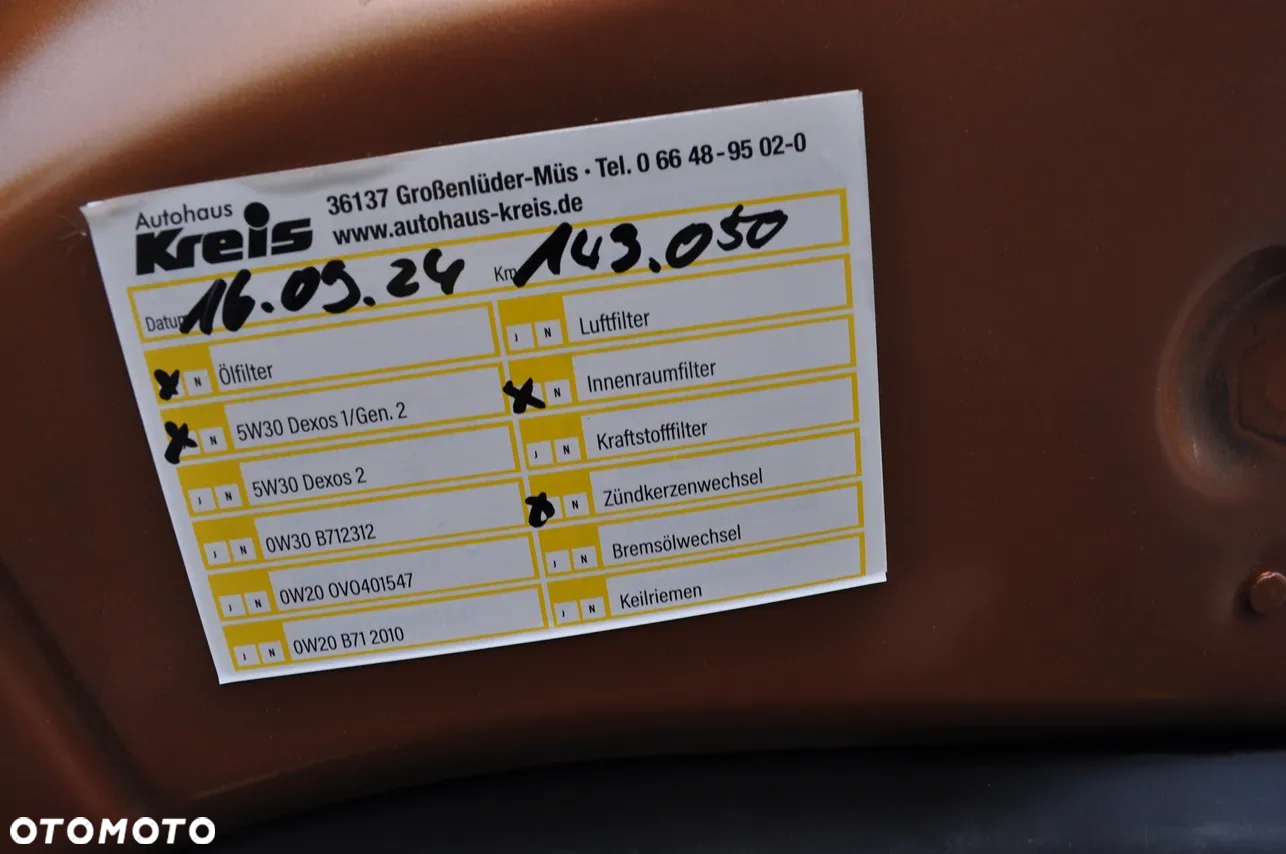 Autohaus
Kreis
36137 Großenlüder-Müs · Tel. 0 66 48 - 95 02-0
www.autohaus-kreis.de
Datum 16.09.24 Km 143.050
J N Luftfilter
X N Ölfilter
X N Innenraumfilter
X N 5W30 Dexos 1/Gen. 2
J N Kraftstofffilter
J N 5W30 Dexos 2
X N Zündkerzenwechsel
J N 0W30 B712312
J N Bremsölwechsel
J N 0W20 OVO401547
J N Keilriemen
J N 0W20 B71 2010
OTOMOTO